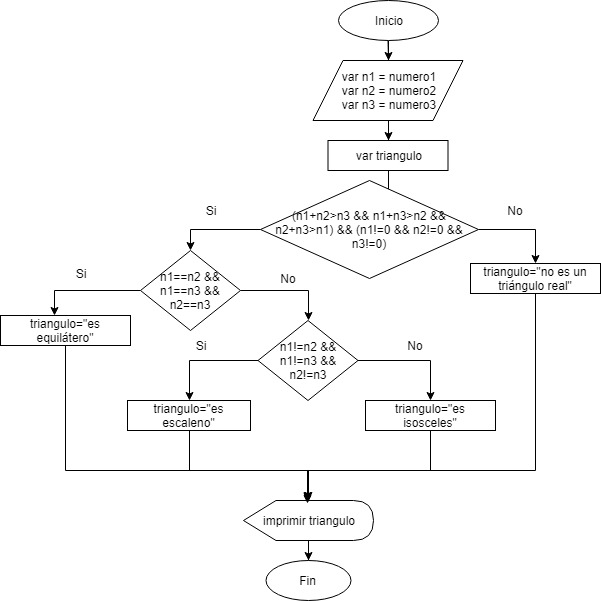 Inicio
var n1 = numero1
var n2 = numero2
var n3 = numero3
var triangulo
Si
(n1+n2>n3 && n1+n3>n2 &&
n2+n3>n1) && (n1!=0 && n2!=0 &&
n3!=0)
No
Si
n1==n2 &&
n1==n3 &&
n2==n3
No
triangulo="no es un
triángulo real"
triangulo="es
equilátero"
Si
n1!=n2 &&
n1!=n3 &&
n2!=n3
No
triangulo="es
escaleno"
triangulo="es
isosceles"
imprimir triangulo
Fin